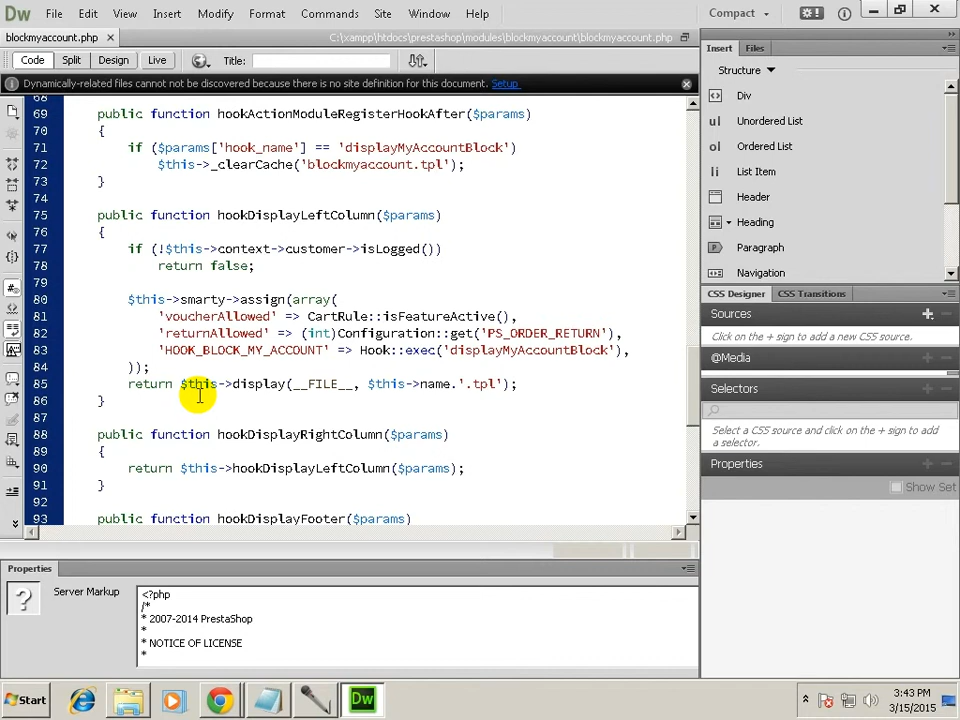 Dw File Edit View Insert Modify Format Commands Site Window Help Compact
blockmyaccount.php C:\xampp\htdocs\prestashop\modules\blockmyaccount\blockmyaccount.php
Code Split Design Live Title:
Dynamically-related files cannot be discovered because there is no site definition for this document. Setup
68
69 public function hookActionModuleRegisterHookAfter($params)
70 {
71 if ($params['hook_name'] == 'displayMyAccountBlock')
72 $this->_clearCache('blockmyaccount.tpl');
73 }
74
75 public function hookDisplayLeftColumn($params)
76 {
77 if (!$this->context->customer->isLogged())
78 return false;
79
80 $this->smarty->assign(array(
81 'voucherAllowed' => CartRule::isFeatureActive(),
82 'returnAllowed' => (int)Configuration::get('PS_ORDER_RETURN'),
83 'HOOK_BLOCK_MY_ACCOUNT' => Hook::exec('displayMyAccountBlock'),
84 ));
85 return $this->display(__FILE__, $this->name.'.tpl');
86 }
87
88 public function hookDisplayRightColumn($params)
89 {
90 return $this->hookDisplayLeftColumn($params);
91 }
92
93 public function hookDisplayFooter($params)
Insert Files
Structure
Div
ul Unordered List
ol Ordered List
li List Item
Header
Heading
Paragraph
Navigation
CSS Designer CSS Transitions
Sources
Click on the + sign to add a new CSS source.
@Media
Selectors
Select a CSS source and click on the + sign to add
a selector.
Properties
Show Set
Properties
Server Markup
<?php
/*
* 2007-2014 PrestaShop
*
* NOTICE OF LICENSE
*
Start
Dw
3:43 PM
3/15/2015